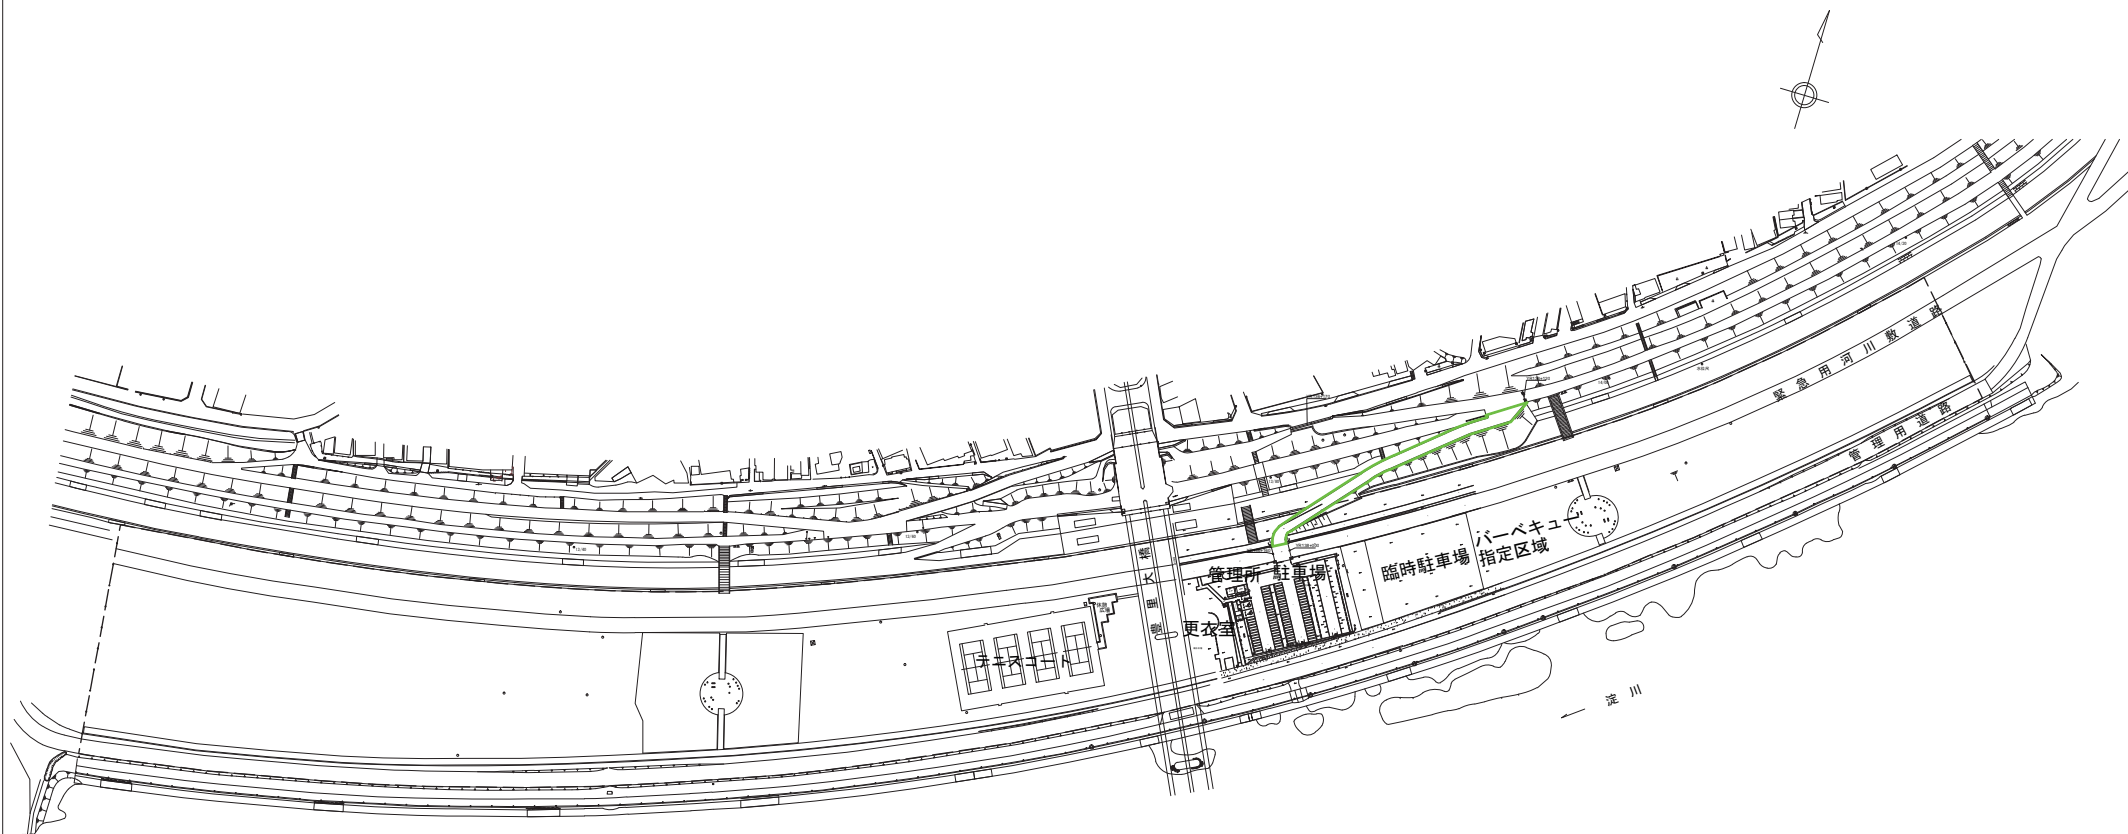 緊急用河川敷道路
管理用道路
バーベキュー
指定区域
臨時駐車場
駐車場
管理所
更衣室
豊里大橋
テニスコート
淀川